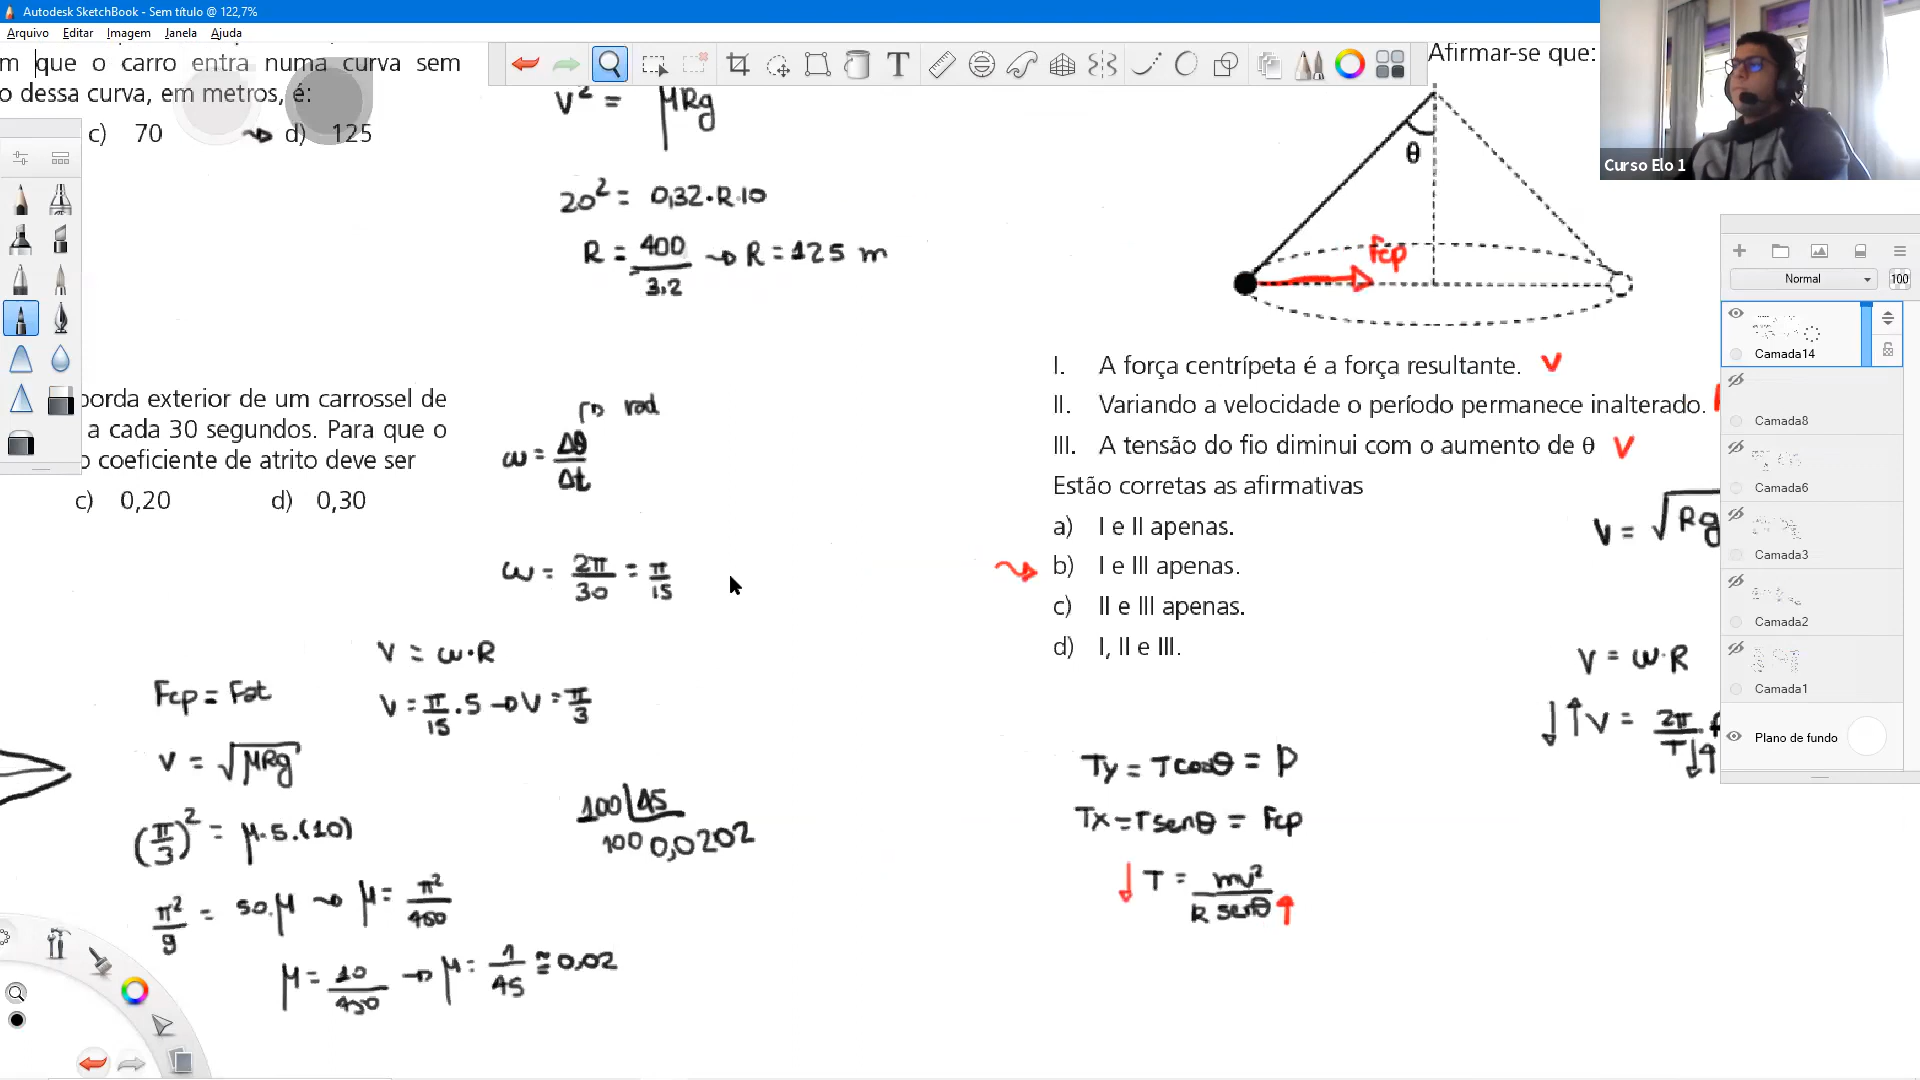 Autodesk SketchBook - Sem título @ 122,7%
Arquivo Editar Imagem Janela Ajuda
m que o carro entra numa curva sem
o dessa curva, em metros, é:
c) 70 d) 125
V² = μRg
20² = 0,32·R·10
R = 400/3,2 → R = 125 m
borda exterior de um carrossel de
a cada 30 segundos. Para que o
o coeficiente de atrito deve ser
c) 0,20 d) 0,30
rad
ω = Δθ/Δt
ω = 2π/30 = π/15
V = ω·R
V = π/15 . 5 → V = π/3
Fcp = Fat
V = √μRg
(π/3)² = μ.5.(10)
π²/9 = 50.μ → μ = π²/450
μ = 10/450 → μ = 1/45 ≅ 0,02
100 | 45
100 0,0202
Afirmar-se que:
θ
Fcp
I. A força centrípeta é a força resultante. V
II. Variando a velocidade o período permanece inalterado.
III. A tensão do fio diminui com o aumento de θ V
Estão corretas as afirmativas
a) I e II apenas.
b) I e III apenas.
c) II e III apenas.
d) I, II e III.
Ty = Tcosθ = P
Tx = Tsenθ = Fcp
↓ T = mv²/R senθ ↑
V = √Rg
V = ω·R
↓↑V = 2π/T↓↑
Curso Elo 1
Normal 100
Camada14
Camada8
Camada6
Camada3
Camada2
Camada1
Plano de fundo